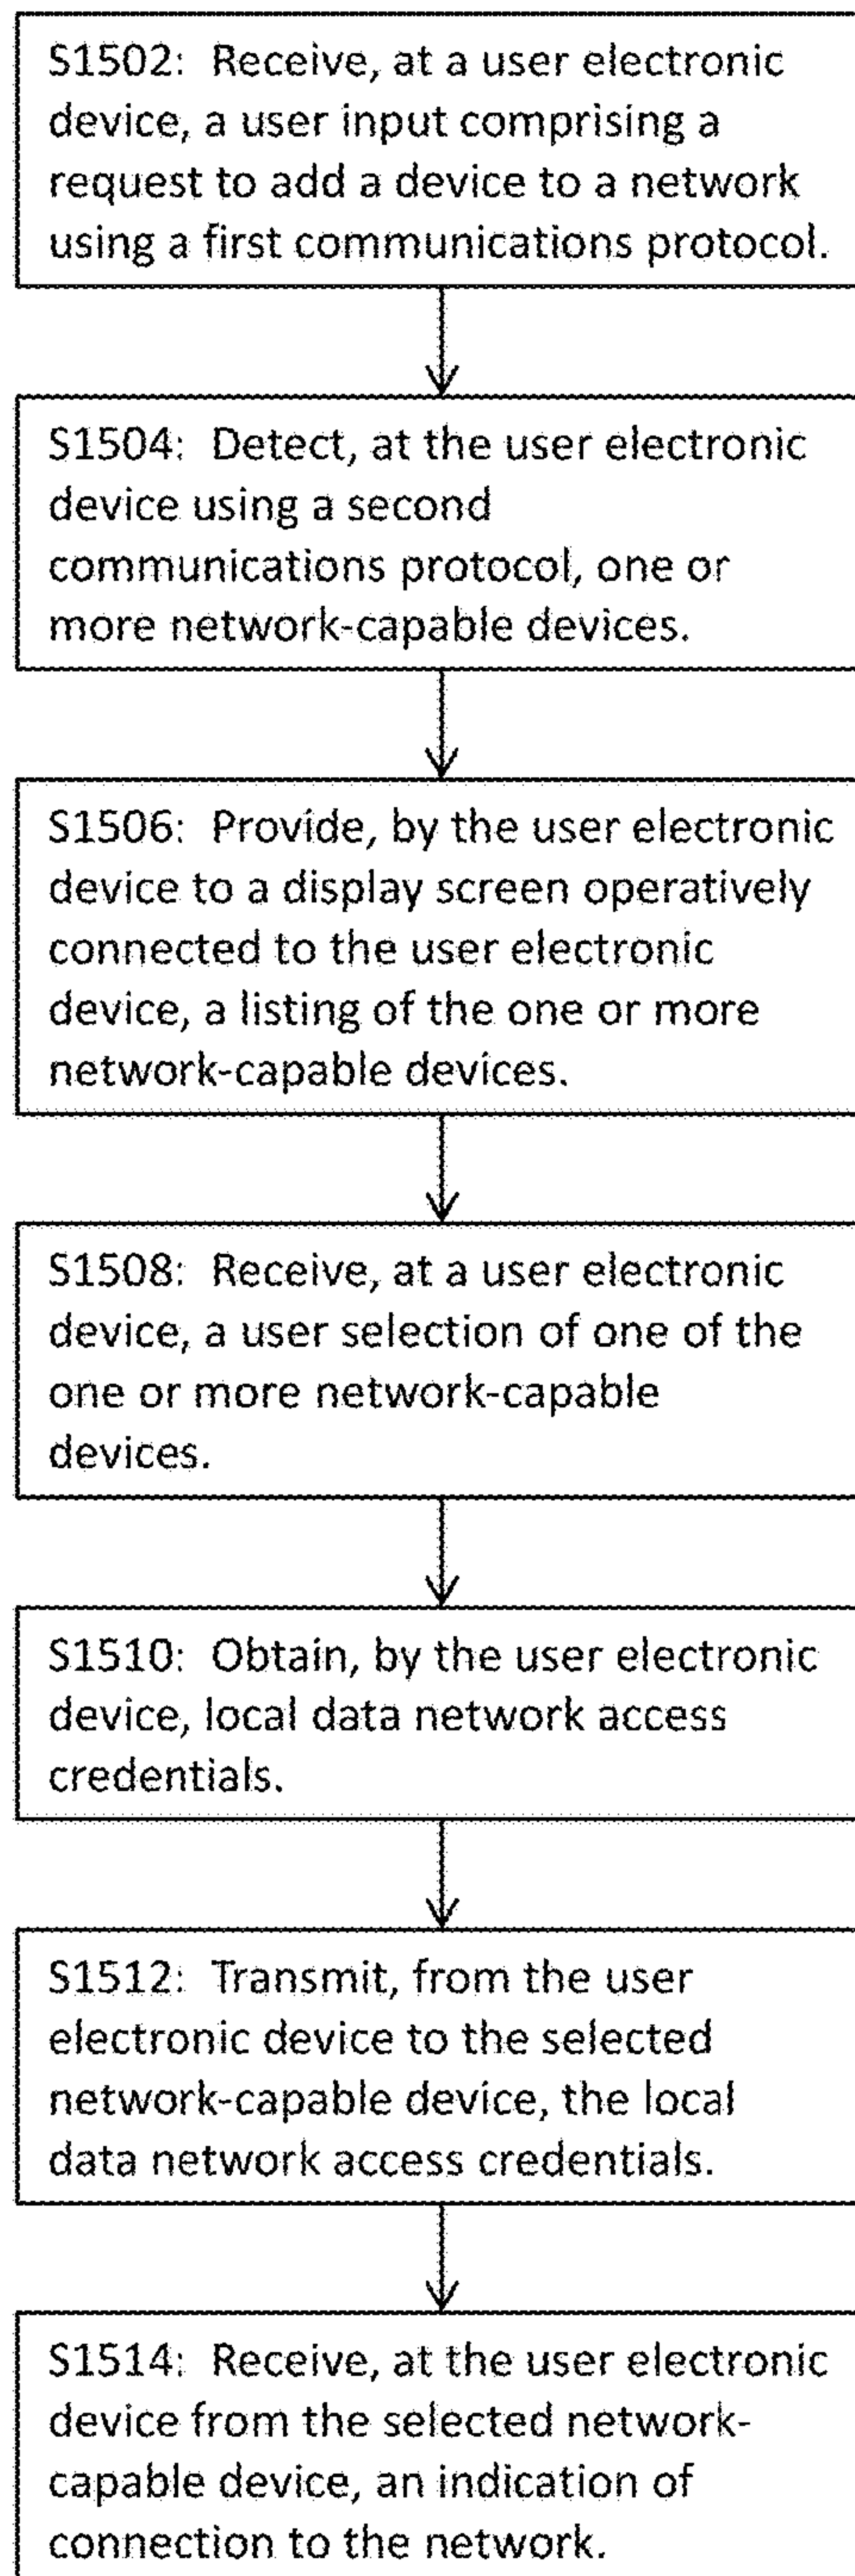 S1502: Receive, at a user electronic
device, a user input comprising a
request to add a device to a network
using a first communications protocol.
S1504: Detect, at the user electronic
device using a second
communications protocol, one or
more network-capable devices.
S1506: Provide, by the user electronic
device to a display screen operatively
connected to the user electronic
device, a listing of the one or more
network-capable devices.
S1508: Receive, at a user electronic
device, a user selection of one of the
one or more network-capable
devices.
S1510: Obtain, by the user electronic
device, local data network access
credentials.
S1512: Transmit, from the user
electronic device to the selected
network-capable device, the local
data network access credentials.
S1514: Receive, at the user electronic
device from the selected network-
capable device, an indication of
connection to the network.